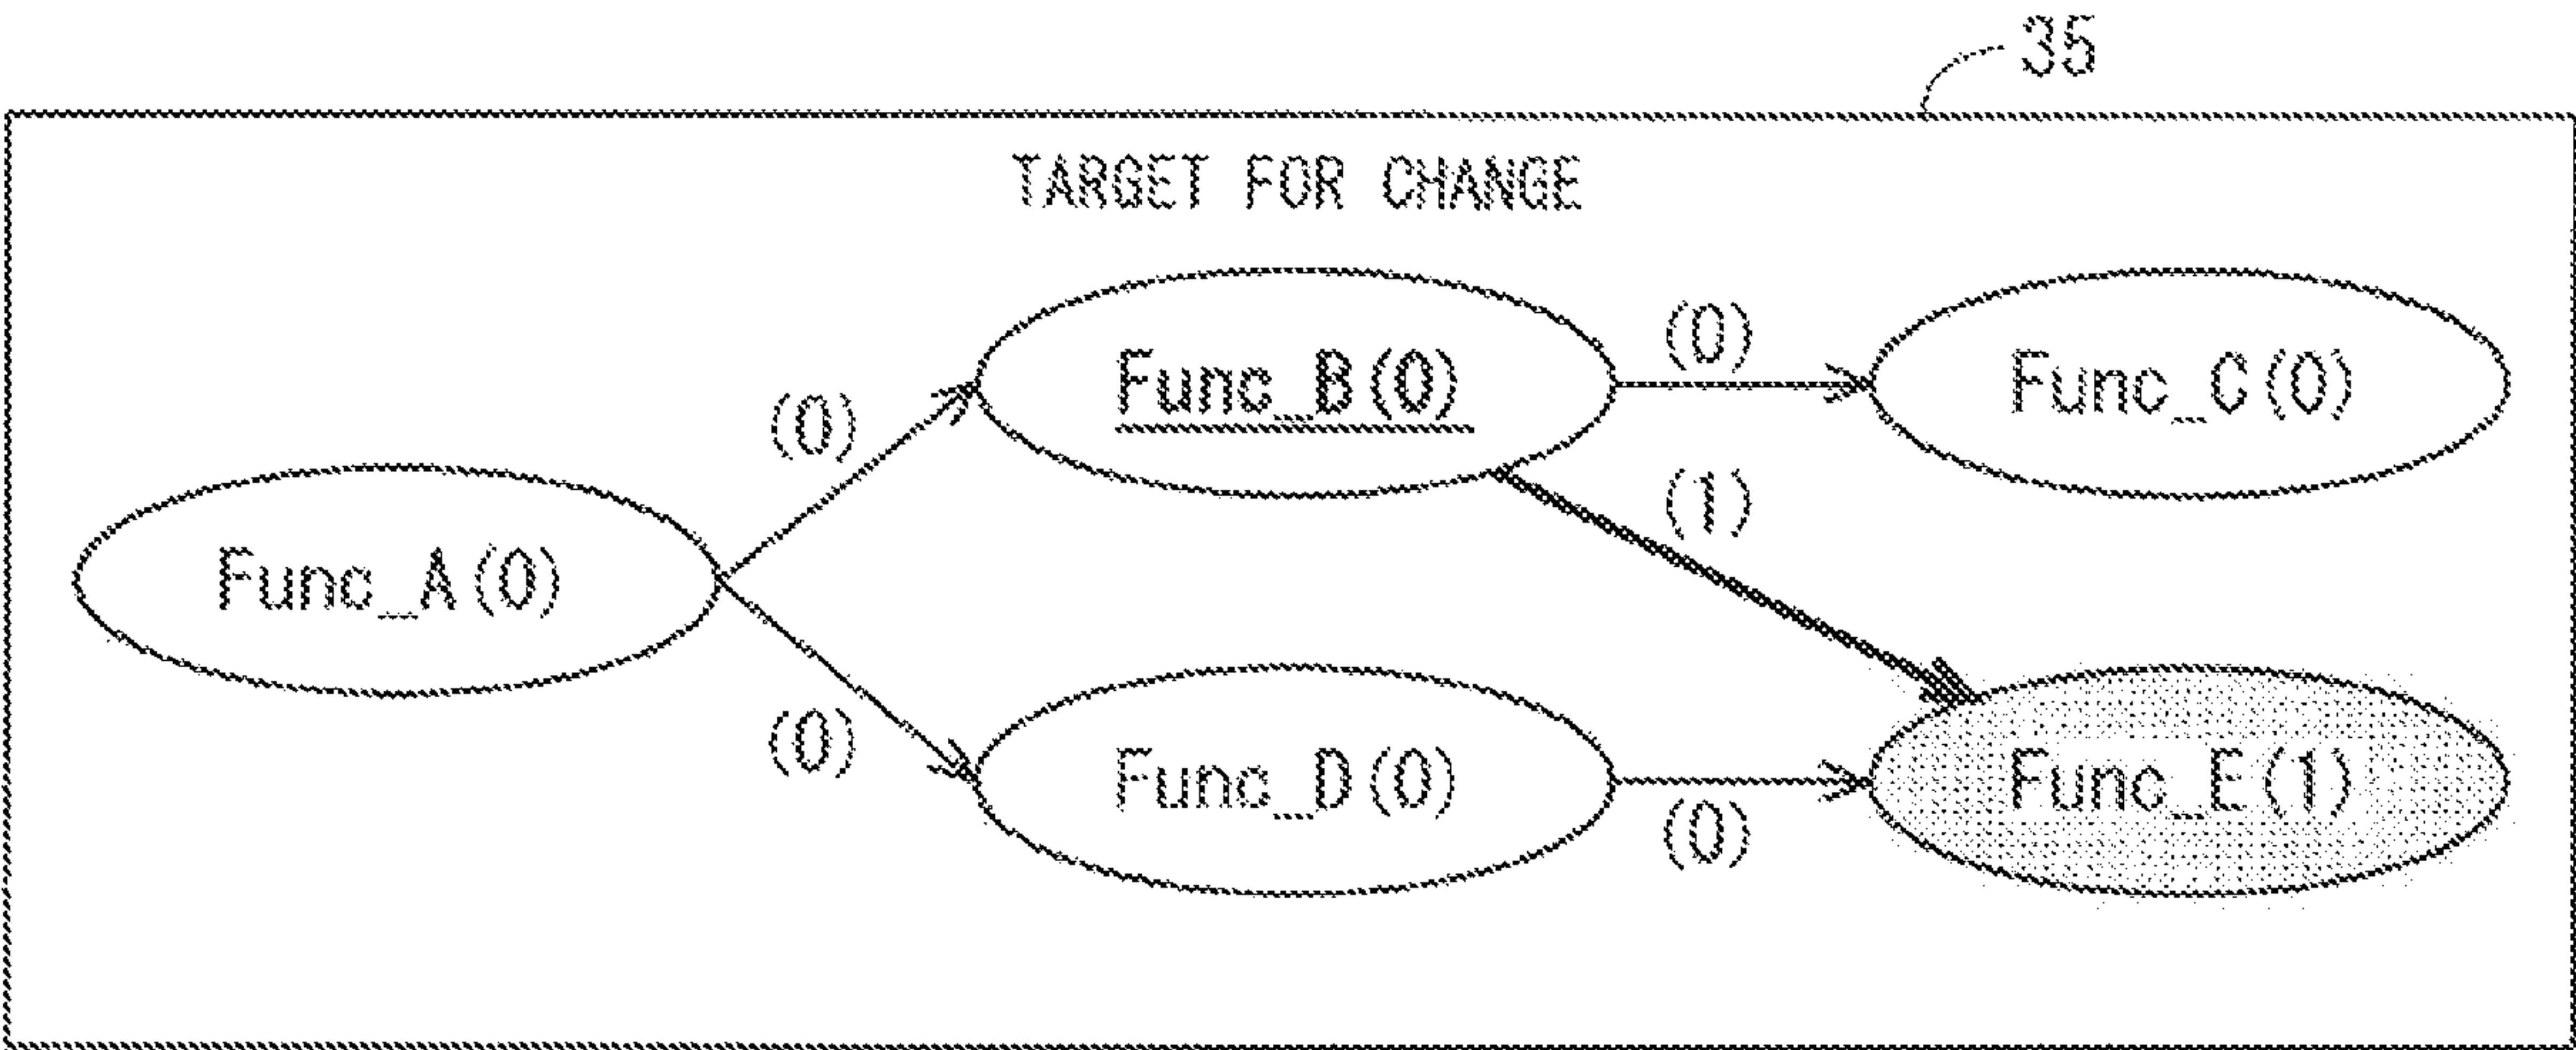 35
TARGET FOR CHANGE
(0)
Func_B(0)
(0)
Func_C(0)
(1)
Func_A(0)
(0)
Func_D(0)
(0)
Func_E(1)